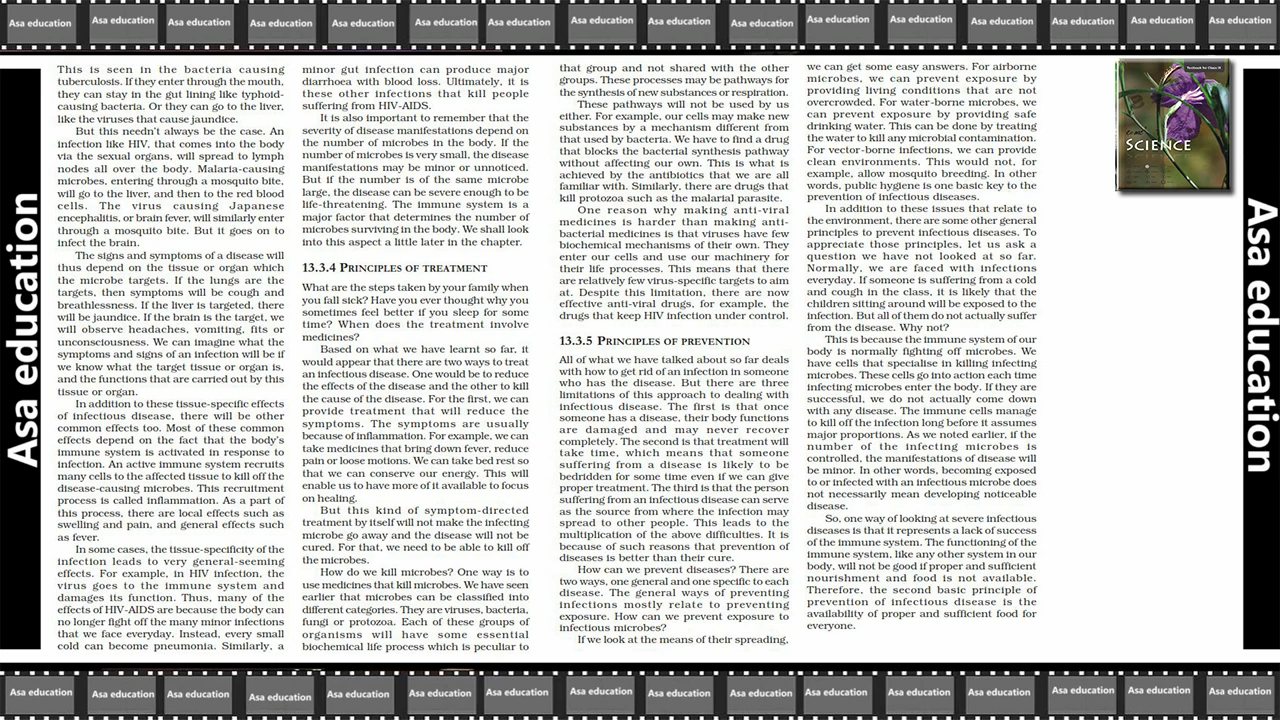 Asa education Asa education Asa education Asa education Asa education Asa education Asa education Asa education Asa education Asa education Asa education Asa education Asa education Asa education Asa education Asa education
Asa education
This is seen in the bacteria causing
tuberculosis. If they enter through the mouth,
they can stay in the gut lining like typhoid-
causing bacteria. Or they can go to the liver,
like the viruses that cause jaundice.
But this needn't always be the case. An
infection like HIV, that comes into the body
via the sexual organs, will spread to lymph
nodes all over the body. Malaria-causing
microbes, entering through a mosquito bite,
will go to the liver, and then to the red blood
cells. The virus causing Japanese
encephalitis, or brain fever, will similarly enter
through a mosquito bite. But it goes on to
infect the brain.
The signs and symptoms of a disease will
thus depend on the tissue or organ which
the microbe targets. If the lungs are the
targets, then symptoms will be cough and
breathlessness. If the liver is targeted, there
will be jaundice. If the brain is the target, we
will observe headaches, vomiting, fits or
unconsciousness. We can imagine what the
symptoms and signs of an infection will be if
we know what the target tissue or organ is,
and the functions that are carried out by this
tissue or organ.
In addition to these tissue-specific effects
of infectious disease, there will be other
common effects too. Most of these common
effects depend on the fact that the body's
immune system is activated in response to
infection. An active immune system recruits
many cells to the affected tissue to kill off the
disease-causing microbes. This recruitment
process is called inflammation. As a part of
this process, there are local effects such as
swelling and pain, and general effects such
as fever.
In some cases, the tissue-specificity of the
infection leads to very general-seeming
effects. For example, in HIV infection, the
virus goes to the immune system and
damages its function. Thus, many of the
effects of HIV-AIDS are because the body can
no longer fight off the many minor infections
that we face everyday. Instead, every small
cold can become pneumonia. Similarly, a
minor gut infection can produce major
diarrhoea with blood loss. Ultimately, it is
these other infections that kill people
suffering from HIV-AIDS.
It is also important to remember that the
severity of disease manifestations depend on
the number of microbes in the body. If the
number of microbes is very small, the disease
manifestations may be minor or unnoticed.
But if the number is of the same microbe
large, the disease can be severe enough to be
life-threatening. The immune system is a
major factor that determines the number of
microbes surviving in the body. We shall look
into this aspect a little later in the chapter.
13.3.4 PRINCIPLES OF TREATMENT
What are the steps taken by your family when
you fall sick? Have you ever thought why you
sometimes feel better if you sleep for some
time? When does the treatment involve
medicines?
Based on what we have learnt so far, it
would appear that there are two ways to treat
an infectious disease. One would be to reduce
the effects of the disease and the other to kill
the cause of the disease. For the first, we can
provide treatment that will reduce the
symptoms. The symptoms are usually
because of inflammation. For example, we can
take medicines that bring down fever, reduce
pain or loose motions. We can take bed rest so
that we can conserve our energy. This will
enable us to have more of it available to focus
on healing.
But this kind of symptom-directed
treatment by itself will not make the infecting
microbe go away and the disease will not be
cured. For that, we need to be able to kill off
the microbes.
How do we kill microbes? One way is to
use medicines that kill microbes. We have seen
earlier that microbes can be classified into
different categories. They are viruses, bacteria,
fungi or protozoa. Each of these groups of
organisms will have some essential
biochemical life process which is peculiar to
that group and not shared with the other
groups. These processes may be pathways for
the synthesis of new substances or respiration.
These pathways will not be used by us
either. For example, our cells may make new
substances by a mechanism different from
that used by bacteria. We have to find a drug
that blocks the bacterial synthesis pathway
without affecting our own. This is what is
achieved by the antibiotics that we are all
familiar with. Similarly, there are drugs that
kill protozoa such as the malarial parasite.
One reason why making anti-viral
medicines is harder than making anti-
bacterial medicines is that viruses have few
biochemical mechanisms of their own. They
enter our cells and use our machinery for
their life processes. This means that there
are relatively few virus-specific targets to aim
at. Despite this limitation, there are now
effective anti-viral drugs, for example, the
drugs that keep HIV infection under control.
13.3.5 PRINCIPLES OF PREVENTION
All of what we have talked about so far deals
with how to get rid of an infection in someone
who has the disease. But there are three
limitations of this approach to dealing with
infectious disease. The first is that once
someone has a disease, their body functions
are damaged and may never recover
completely. The second is that treatment will
take time, which means that someone
suffering from a disease is likely to be
bedridden for some time even if we can give
proper treatment. The third is that the person
suffering from an infectious disease can serve
as the source from where the infection may
spread to other people. This leads to the
multiplication of the above difficulties. It is
because of such reasons that prevention of
diseases is better than their cure.
How can we prevent diseases? There are
two ways, one general and one specific to each
disease. The general ways of preventing
infections mostly relate to preventing
exposure. How can we prevent exposure to
infectious microbes?
If we look at the means of their spreading,
we can get some easy answers. For airborne
microbes, we can prevent exposure by
providing living conditions that are not
overcrowded. For water-borne microbes, we
can prevent exposure by providing safe
drinking water. This can be done by treating
the water to kill any microbial contamination.
For vector-borne infections, we can provide
clean environments. This would not, for
example, allow mosquito breeding. In other
words, public hygiene is one basic key to the
prevention of infectious diseases.
In addition to these issues that relate to
the environment, there are some other general
principles to prevent infectious diseases. To
appreciate those principles, let us ask a
question we have not looked at so far.
Normally, we are faced with infections
everyday. If someone is suffering from a cold
and cough in the class, it is likely that the
children sitting around will be exposed to the
infection. But all of them do not actually suffer
from the disease. Why not?
This is because the immune system of our
body is normally fighting off microbes. We
have cells that specialise in killing infecting
microbes. These cells go into action each time
infecting microbes enter the body. If they are
successful, we do not actually come down
with any disease. The immune cells manage
to kill off the infection long before it assumes
major proportions. As we noted earlier, if the
number of the infecting microbes is
controlled, the manifestations of disease will
be minor. In other words, becoming exposed
to or infected with an infectious microbe does
not necessarily mean developing noticeable
disease.
So, one way of looking at severe infectious
diseases is that it represents a lack of success
of the immune system. The functioning of the
immune system, like any other system in our
body, will not be good if proper and sufficient
nourishment and food is not available.
Therefore, the second basic principle of
prevention of infectious disease is the
availability of proper and sufficient food for
everyone.
Textbook for Class IX
SCIENCE
Asa education
Asa education Asa education Asa education Asa education Asa education Asa education Asa education Asa education Asa education Asa education Asa education Asa education Asa education Asa education Asa education Asa education